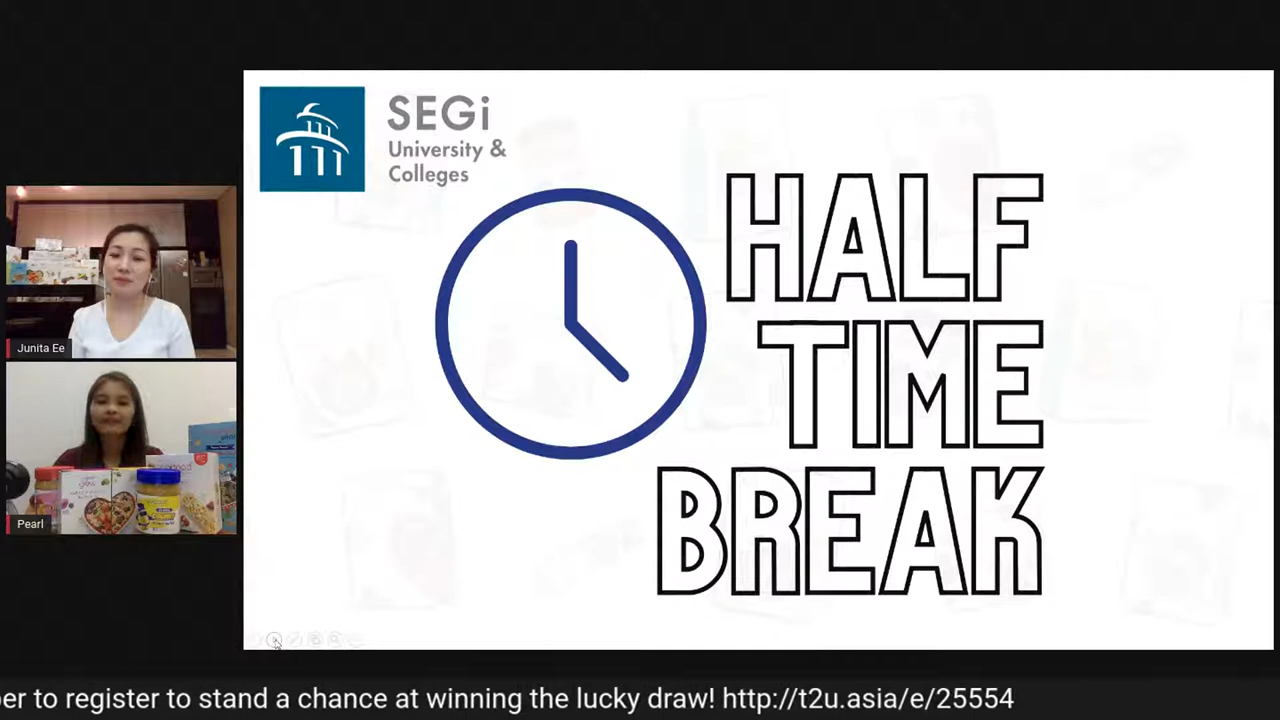 SEGi
University &
Colleges
HALF
TIME
BREAK
Junita Ee
Pearl
er to register to stand a chance at winning the lucky draw! http://t2u.asia/e/25554